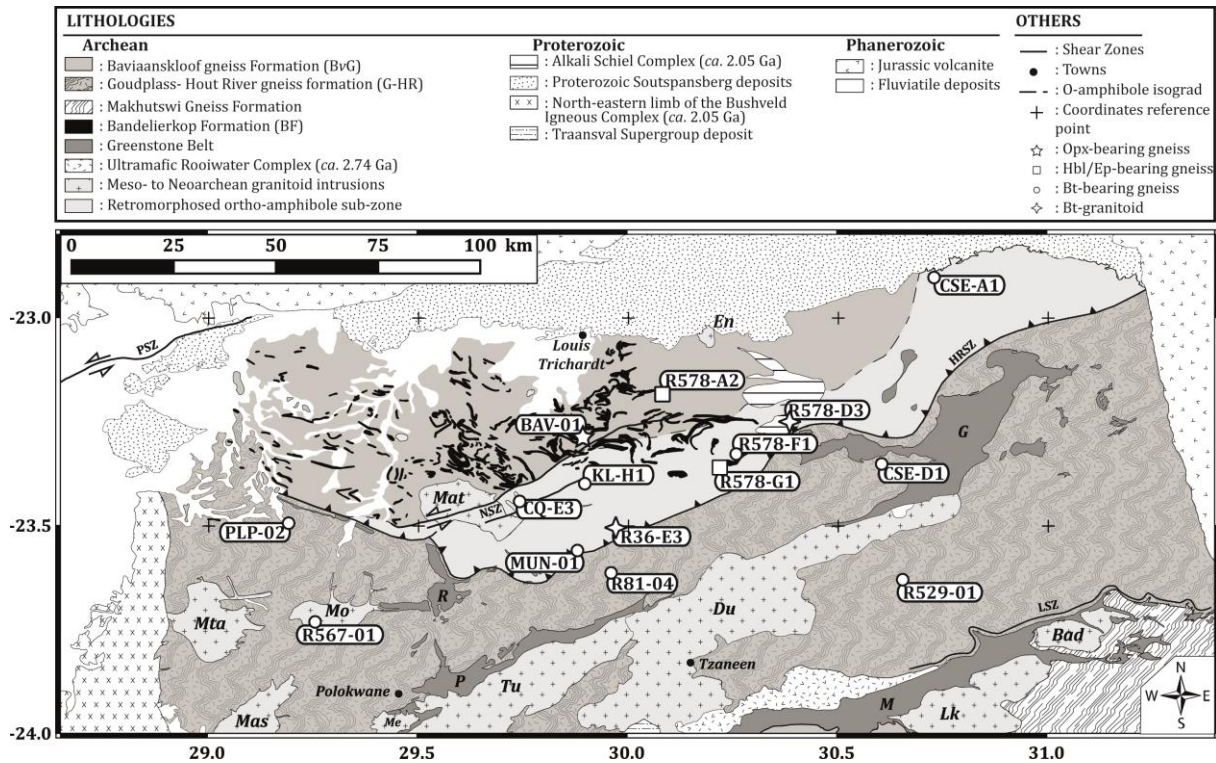 LITHOLOGIES
Archean
: Baviaanskloof gneiss Formation (BvG)
: Goudplass- Hout River gneiss formation (G-HR)
: Makhutswi Gneiss Formation
: Bandelierkop Formation (BF)
: Greenstone Belt
: Ultramafic Rooiwater Complex (ca. 2.74 Ga)
: Meso- to Neoarchean granitoid intrusions
: Retromorphosed ortho-amphibole sub-zone
Proterozoic
: Alkali Schiel Complex (ca. 2.05 Ga)
: Proterozoic Soutspansberg deposits
: North-eastern limb of the Bushveld
Igneous Complex (ca. 2.05 Ga)
: Traansval Supergroup deposit
Phanerozoic
: Jurassic volcanite
: Fluviatile deposits
OTHERS
: Shear Zones
: Towns
: O-amphibole isograd
: Coordinates reference
point
: Opx-bearing gneiss
: Hbl/Ep-bearing gneiss
: Bt-bearing gneiss
: Bt-granitoid
0 25 50 75 100 km
CSE-A1
-23.0
En
PSZ
Louis
Trichardt
HRSZ
R578-A2
R578-D3
BAV-01
R578-F1
G
KL-H1
R578-G1
CSE-D1
Mat
NSZ
CQ-E3
-23.5
PLP-02
R36-E3
MUN-01
R81-04
R529-01
R
Mo
Du
LSZ
Mta
R567-01
Bad
Tzaneen
P
Polokwane
Tu
M
Mas
Me
Lk
N
W E
S
-24.0
29.0 29.5 30.0 30.5 31.0